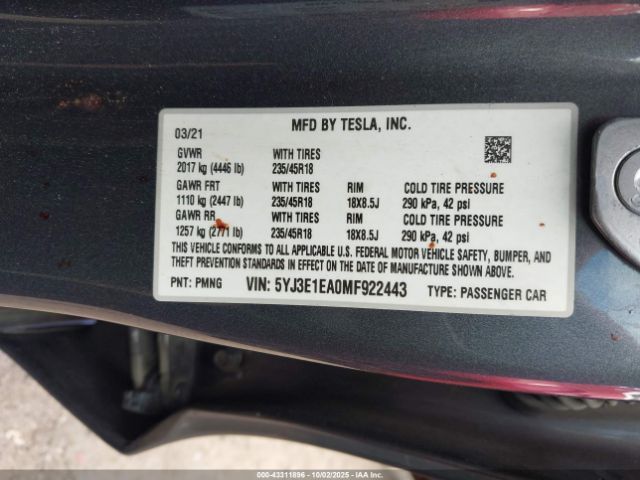 MFD BY TESLA, INC.
03/21
GVWR WITH TIRES
2017 kg (4446 lb) 235/45R18
GAWR FRT WITH TIRES RIM COLD TIRE PRESSURE
1110 kg (2447 lb) 235/45R18 18X8.5J 290 kPa, 42 psi
GAWR RR WITH TIRES RIM COLD TIRE PRESSURE
1257 kg (2771 lb) 235/45R18 18X8.5J 290 kPa, 42 psi
THIS VEHICLE CONFORMS TO ALL APPLICABLE U.S. FEDERAL MOTOR VEHICLE SAFETY, BUMPER, AND
THEFT PREVENTION STANDARDS IN EFFECT ON THE DATE OF MANUFACTURE SHOWN ABOVE.
PNT: PMNG VIN: 5YJ3E1EA0MF922443 TYPE: PASSENGER CAR
000-43311896 - 10/02/2025 - IAA Inc.